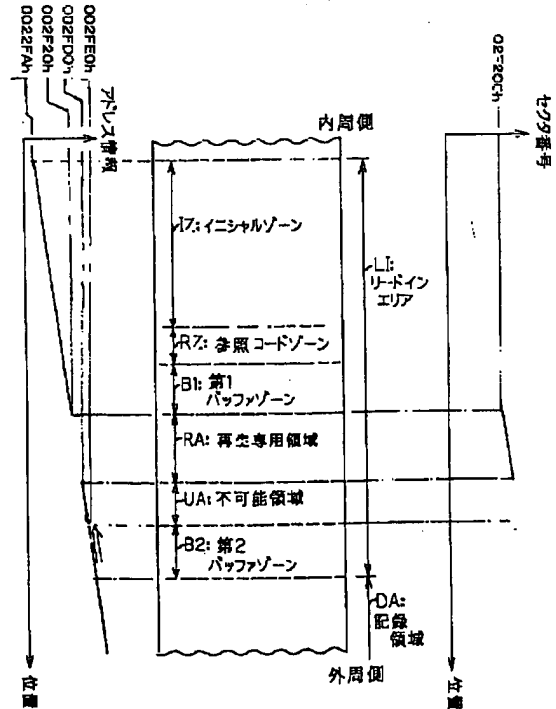 002FE0h
002FD0h
002F20h
0022FAh
アドレス情報
位置
内周側
IZ: イニシャルゾーン
RZ: 参照コードゾーン
B1: 第1
バッファゾーン
RA: 再生専用領域
UA: 不可能領域
B2: 第2
バッファゾーン
LI:
リードイン
エリア
DA:
記録
領域
外周側
02F200h
セクタ番号
位置